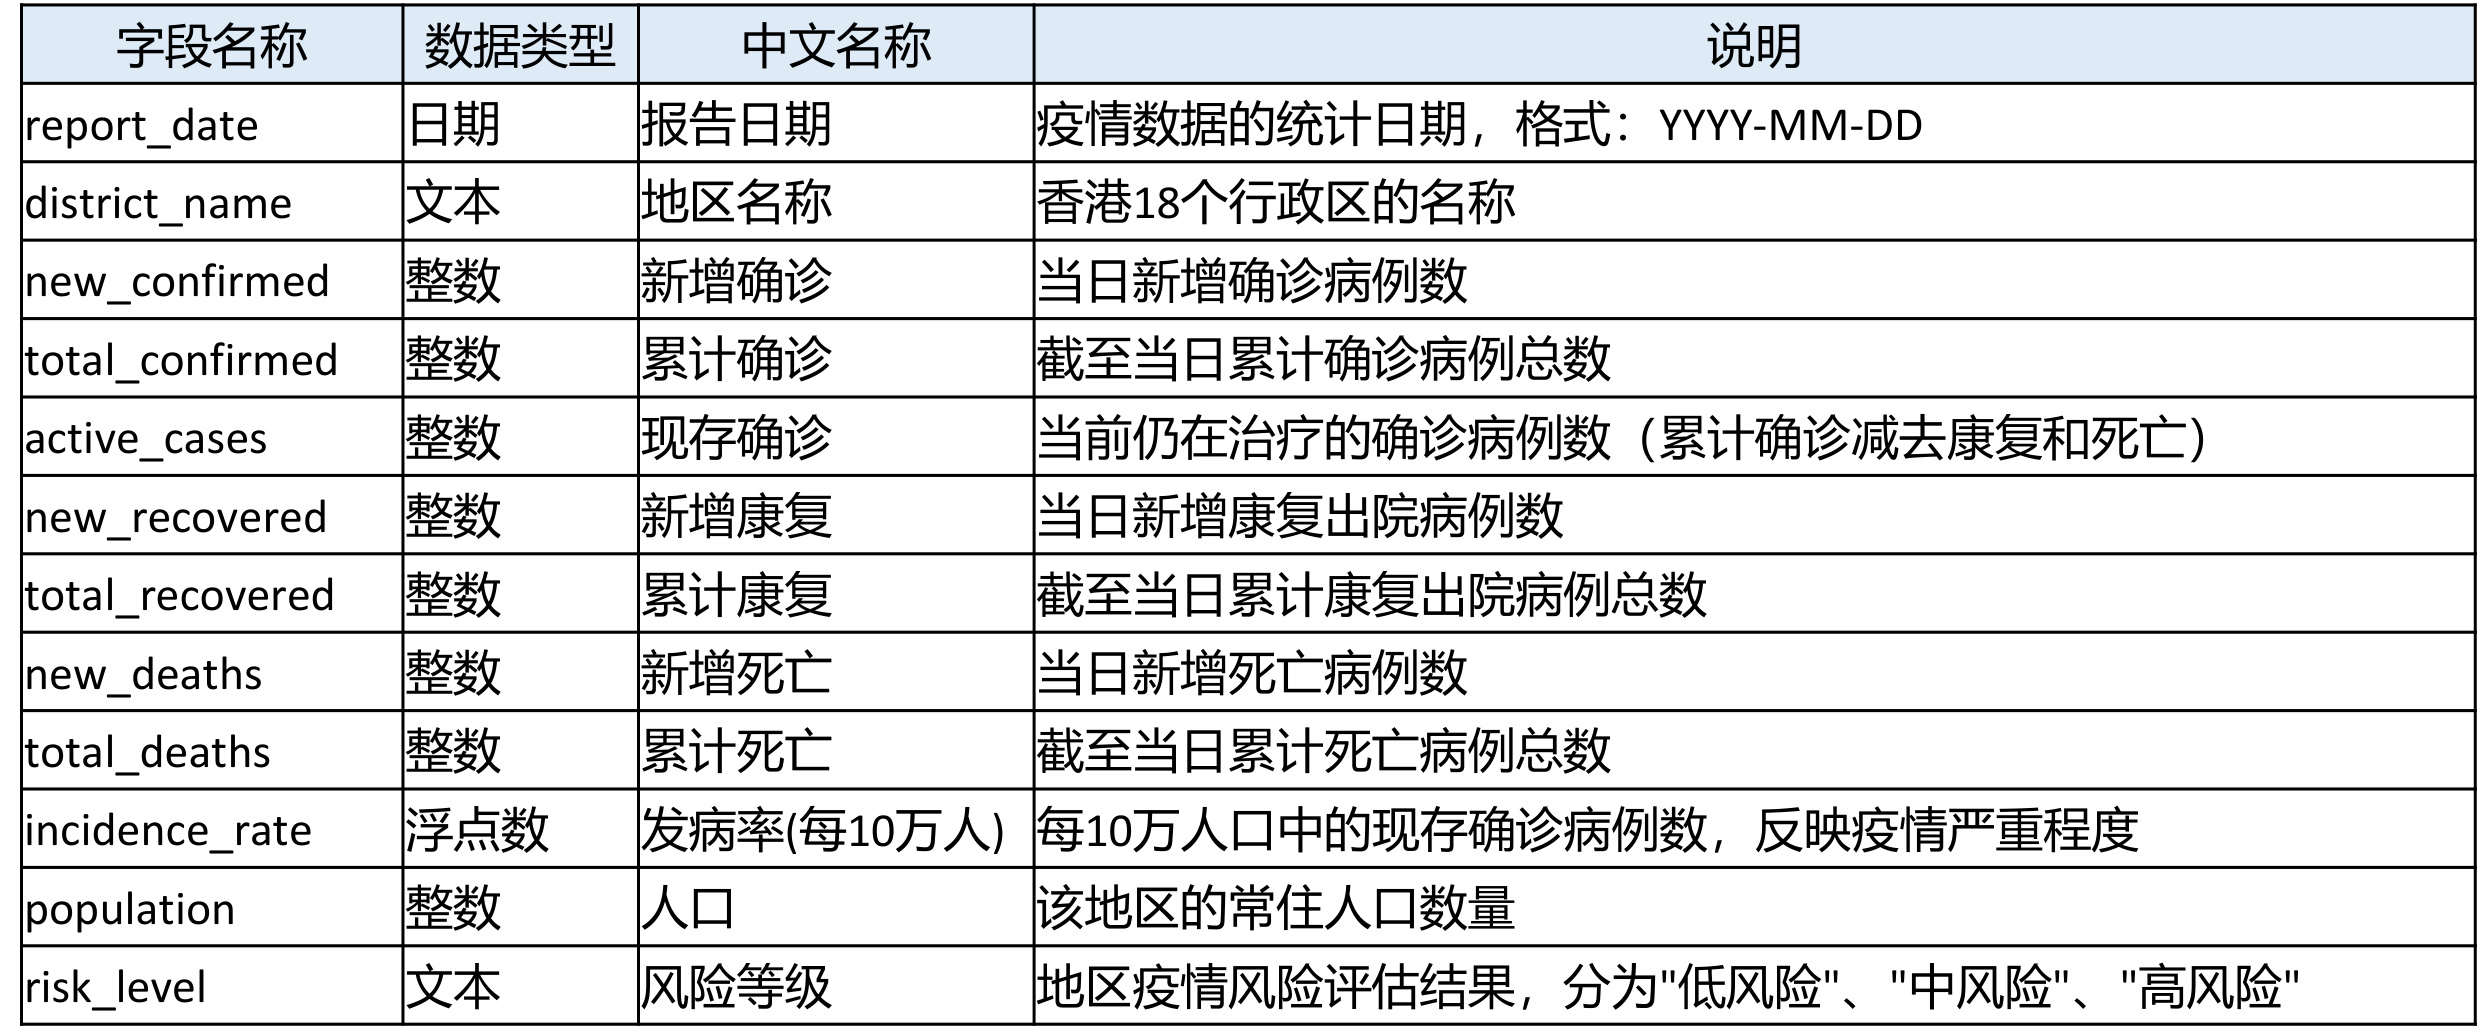 字段名称 数据类型 中文名称 说明
report_date 日期 报告日期 疫情数据的统计日期，格式：YYYY-MM-DD
district_name 文本 地区名称 香港18个行政区的名称
new_confirmed 整数 新增确诊 当日新增确诊病例数
total_confirmed 整数 累计确诊 截至当日累计确诊病例总数
active_cases 整数 现存确诊 当前仍在治疗的确诊病例数（累计确诊减去康复和死亡）
new_recovered 整数 新增康复 当日新增康复出院病例数
total_recovered 整数 累计康复 截至当日累计康复出院病例总数
new_deaths 整数 新增死亡 当日新增死亡病例数
total_deaths 整数 累计死亡 截至当日累计死亡病例总数
incidence_rate 浮点数 发病率(每10万人) 每10万人口中的现存确诊病例数，反映疫情严重程度
population 整数 人口 该地区的常住人口数量
risk_level 文本 风险等级 地区疫情风险评估结果，分为"低风险"、"中风险"、"高风险"